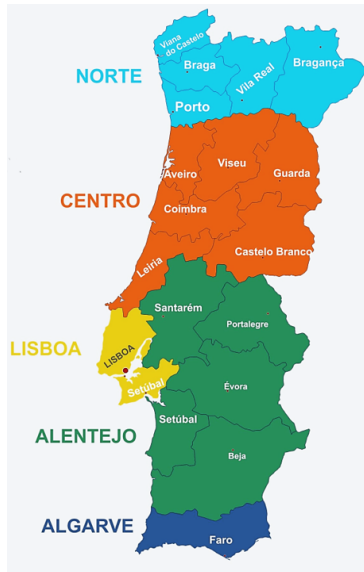 Viana
do Castelo
Braga
Vila Real
Bragança
NORTE
Porto
Aveiro
Viseu
Guarda
CENTRO
Coimbra
Castelo Branco
Leiria
Santarém
Portalegre
LISBOA
LISBOA
Setúbal
Évora
Setúbal
ALENTEJO
Beja
ALGARVE
Faro